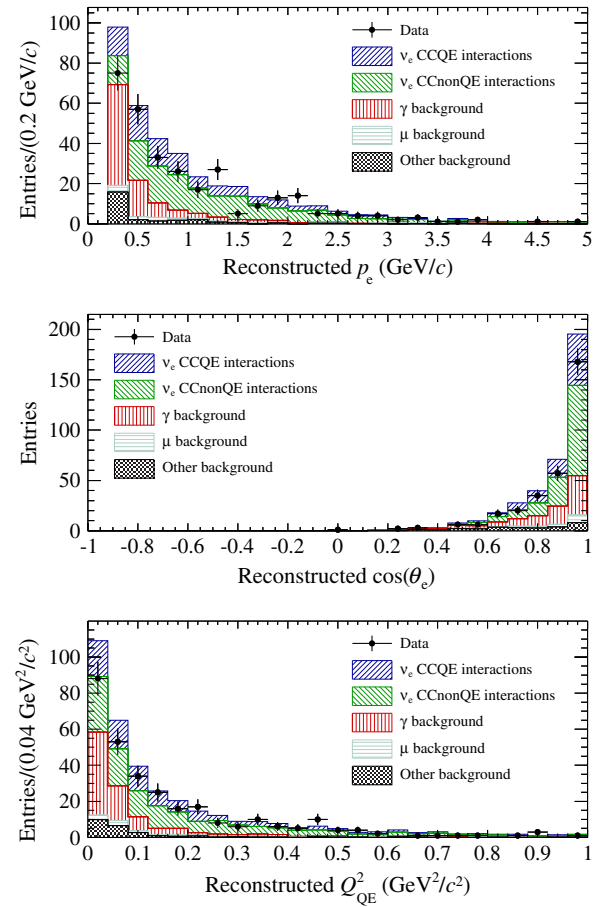 Entries/(0.2 GeV/c)
100
80
60
40
20
0
Data
νe CCQE interactions
νe CCnonQE interactions
γ background
μ background
Other background
0 0.5 1 1.5 2 2.5 3 3.5 4 4.5 5
Reconstructed pe (GeV/c)
Entries
200
150
100
50
0
Data
νe CCQE interactions
νe CCnonQE interactions
γ background
μ background
Other background
-1 -0.8 -0.6 -0.4 -0.2 0 0.2 0.4 0.6 0.8 1
Reconstructed cos(θe)
Entries/(0.04 GeV²/c²)
100
80
60
40
20
0
Data
νe CCQE interactions
νe CCnonQE interactions
γ background
μ background
Other background
0 0.1 0.2 0.3 0.4 0.5 0.6 0.7 0.8 0.9 1
Reconstructed Q²QE (GeV²/c²)